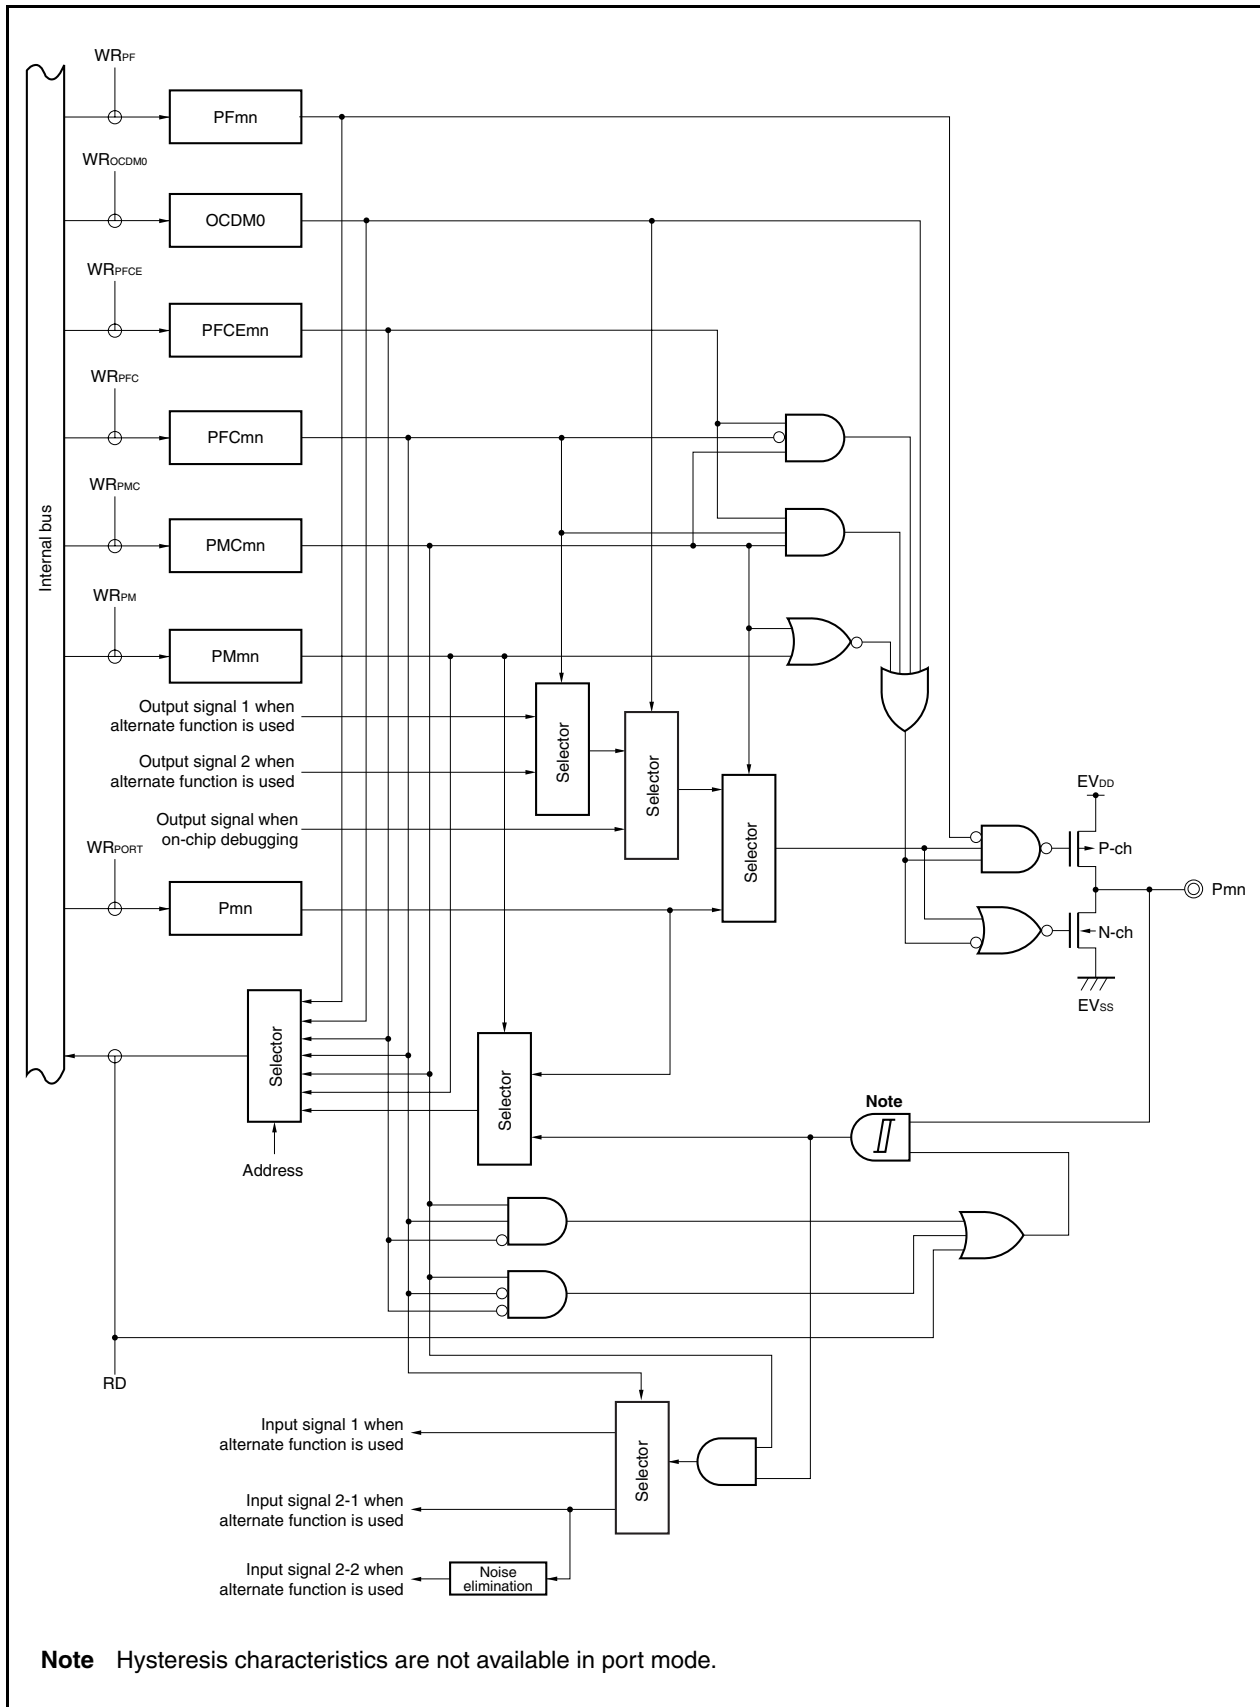 WRPF
PFmn
WROCDM0
OCDM0
WRPFCE
PFCEmn
WRPFC
PFCmn
WRPMC
PMCmn
WRPM
PMmn
Internal bus
Output signal 1 when
alternate function is used
Output signal 2 when
alternate function is used
Output signal when
on-chip debugging
Selector
Selector
Selector
WRPORT
Pmn
EVDD
P-ch
Pmn
N-ch
EVSS
Selector
Selector
Address
Note
RD
Input signal 1 when
alternate function is used
Input signal 2-1 when
alternate function is used
Input signal 2-2 when
alternate function is used
Selector
Noise
elimination
Note Hysteresis characteristics are not available in port mode.